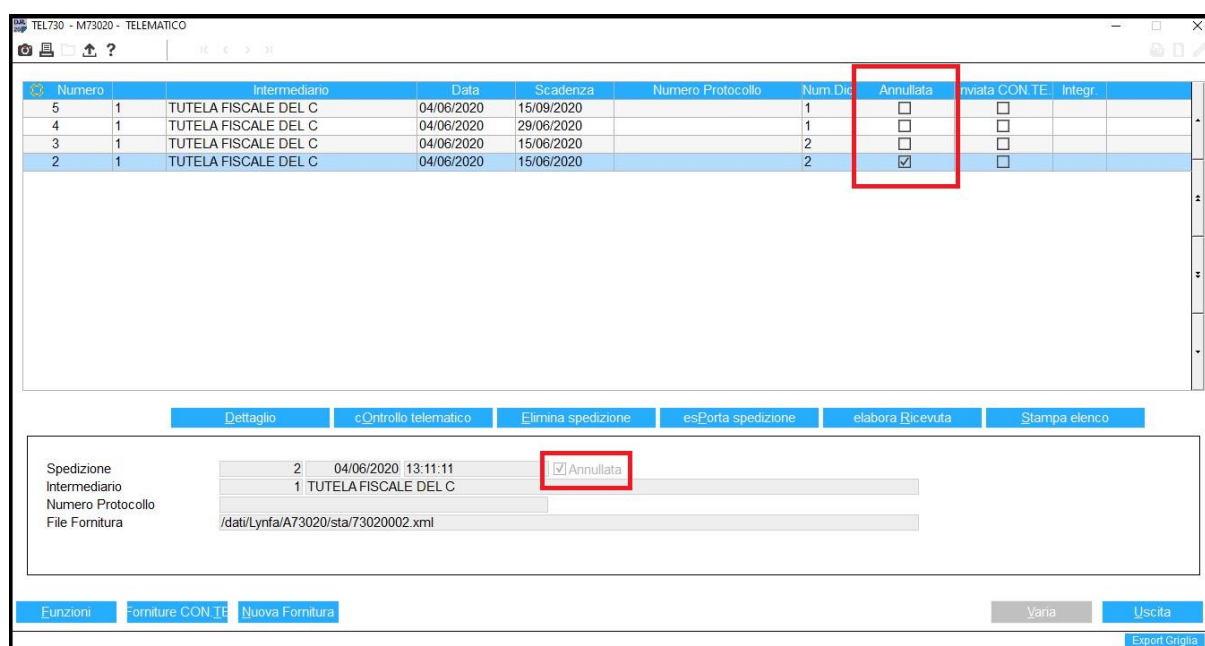 TEL730 - M73020 - TELEMATICO
?
Numero Intermediario Data Scadenza Numero Protocollo Num.Dic Annullata nviata CON.TE. Integr.
5 1 TUTELA FISCALE DEL C 04/06/2020 15/09/2020 1
4 1 TUTELA FISCALE DEL C 04/06/2020 29/06/2020 1
3 1 TUTELA FISCALE DEL C 04/06/2020 15/06/2020 2
2 1 TUTELA FISCALE DEL C 04/06/2020 15/06/2020 2
Dettaglio cOntrollo telematico Elimina spedizione esPorta spedizione elabora Ricevuta Stampa elenco
Spedizione 2 04/06/2020 13:11:11 Annullata
Intermediario 1 TUTELA FISCALE DEL C
Numero Protocollo
File Fornitura /dati/Lynfa/A73020/sta/73020002.xml
Funzioni Forniture CON.TE Nuova Fornitura Varia Uscita
Export Griglia